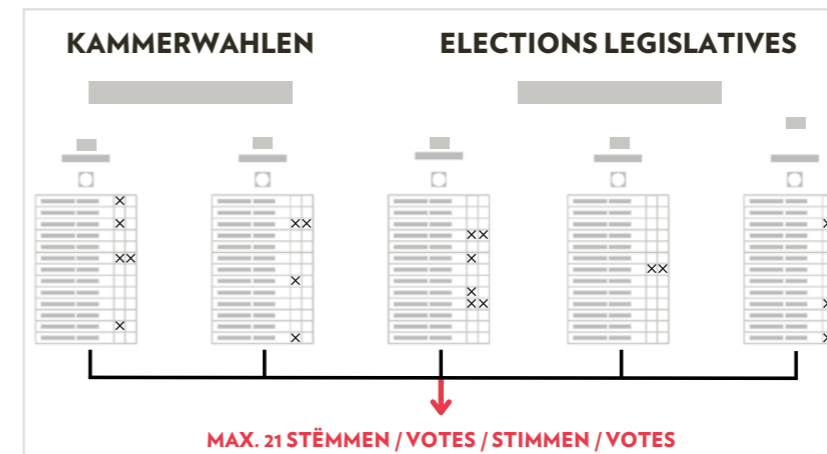 KAMMERWAHLEN
ELECTIONS LEGISLATIVES
MAX. 21 STËMMEN / VOTES / STIMMEN / VOTES